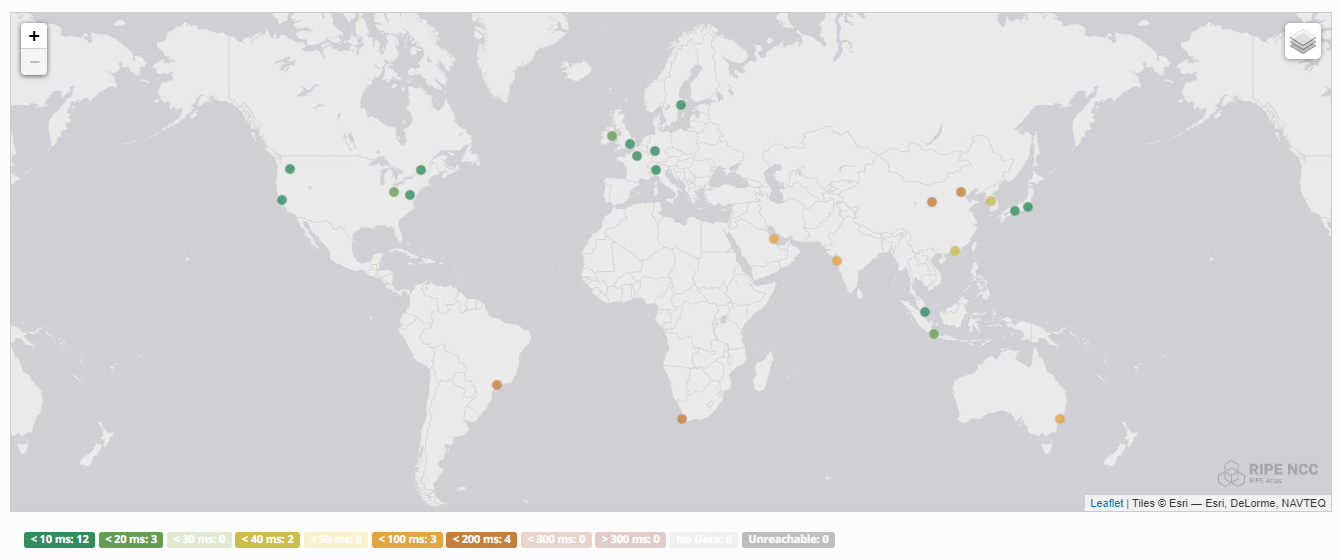 +
−
RIPE NCC
RIPE Atlas
Leaflet | Tiles © Esri — Esri, DeLorme, NAVTEQ
< 10 ms: 12 < 20 ms: 3 < 30 ms: 0 < 40 ms: 2 < 50 ms: 0 < 100 ms: 3 < 200 ms: 4 < 300 ms: 0 > 300 ms: 0 No Data: 0 Unreachable: 0